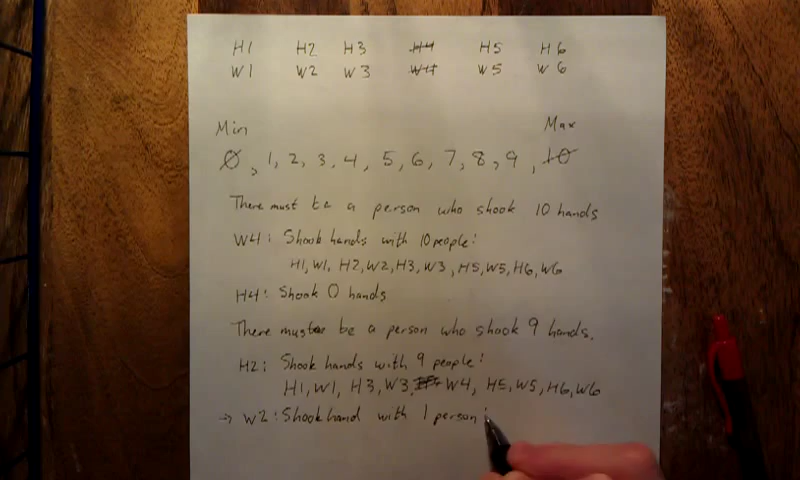 H1 H2 H3 H4 H5 H6
W1 W2 W3 W4 W5 W6
Min Max
0, 1, 2, 3, 4, 5, 6, 7, 8, 9, 10
There must be a person who shook 10 hands
W4: Shook hands with 10 people:
H1, W1, H2, W2, H3, W3, H5, W5, H6, W6
H4: Shook 0 hands
There must be a person who shook 9 hands.
H2: Shook hands with 9 people:
H1, W1, H3, W3, W4, H5, W5, H6, W6
→ W2: Shook hand with 1 person: